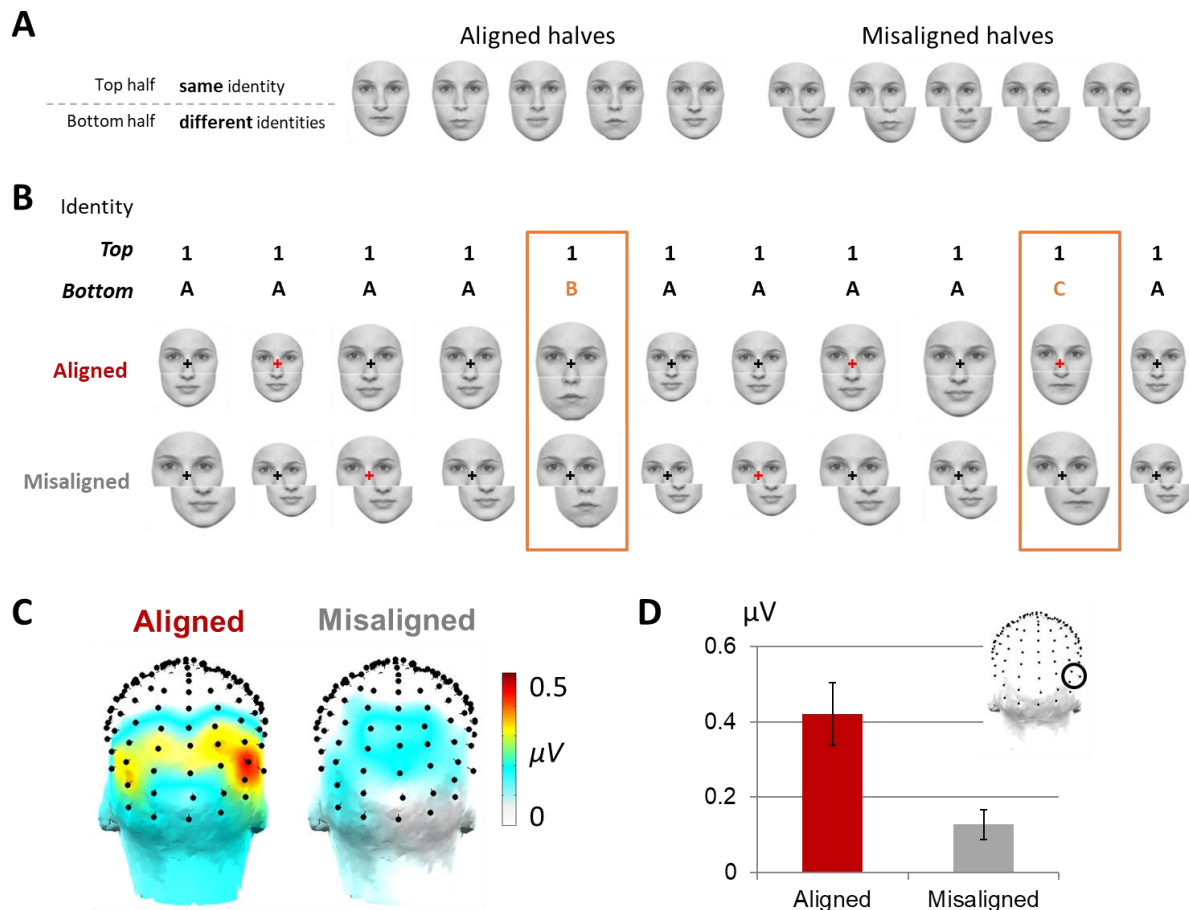 A
Aligned halves Misaligned halves
Top half same identity
Bottom half different identities
B
Identity
Top 1 1 1 1 1 1 1 1 1 1 1
Bottom A A A A B A A A A C A
Aligned
Misaligned
C
Aligned Misaligned
0.5
μV
0
D
μV
0.6
0.4
0.2
0
Aligned Misaligned